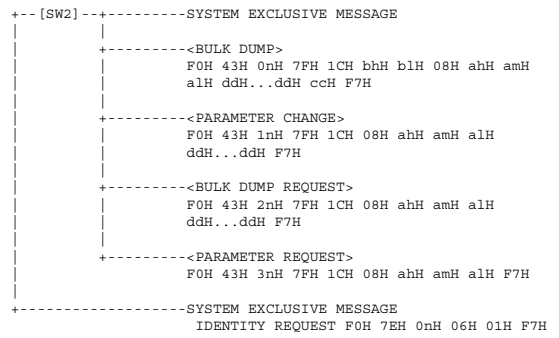 +--[SW2]--+---------SYSTEM EXCLUSIVE MESSAGE
|         |
|         +---------<BULK DUMP>
|         |         F0H 43H 0nH 7FH 1CH bhH blH 08H ahH amH
|         |         alH ddH...ddH ccH F7H
|         |
|         +---------<PARAMETER CHANGE>
|         |         F0H 43H 1nH 7FH 1CH 08H ahH amH alH
|         |         ddH...ddH F7H
|         |
|         +---------<BULK DUMP REQUEST>
|         |         F0H 43H 2nH 7FH 1CH 08H ahH amH alH
|         |         ddH...ddH F7H
|         |
|         +---------<PARAMETER REQUEST>
|                   F0H 43H 3nH 7FH 1CH 08H ahH amH alH F7H
|
+-------------------SYSTEM EXCLUSIVE MESSAGE
                     IDENTITY REQUEST F0H 7EH 0nH 06H 01H F7H